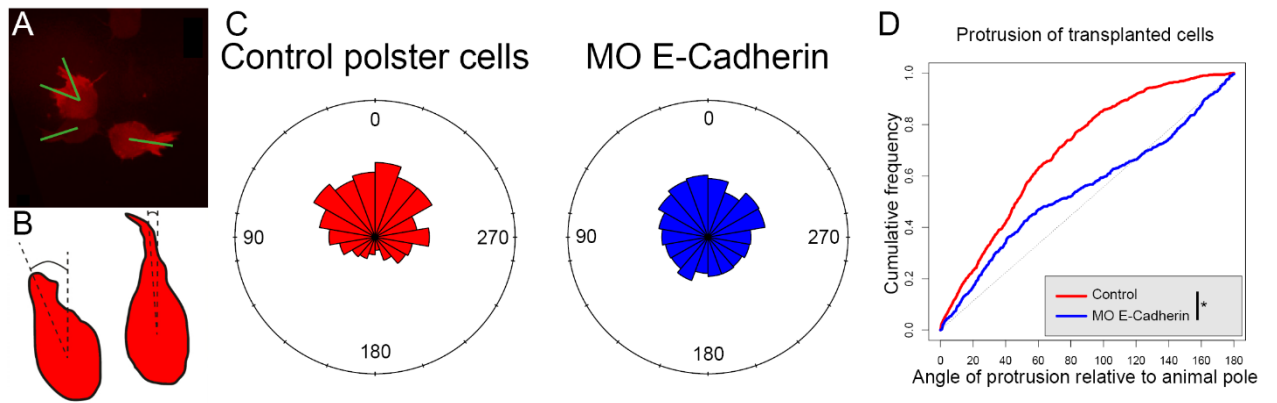 A
B
C
Control polster cells
0
90
270
180
MO E-Cadherin
0
90
270
180
D
Protrusion of transplanted cells
Cumulative frequency
1.0
0.8
0.6
0.4
0.2
0.0
Control
MO E-Cadherin
*
0 20 40 60 80 100 120 140 160 180
Angle of protrusion relative to animal pole